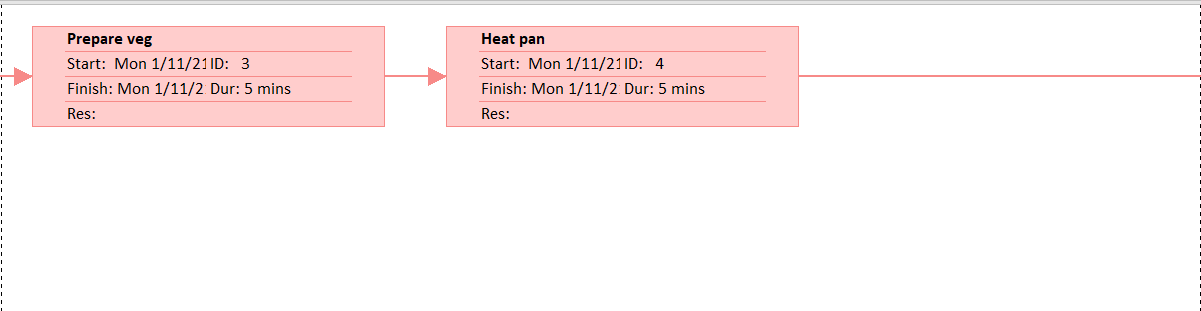 Prepare veg
Start: Mon 1/11/21 ID: 3
Finish: Mon 1/11/2 Dur: 5 mins
Res:
Heat pan
Start: Mon 1/11/21 ID: 4
Finish: Mon 1/11/2 Dur: 5 mins
Res: